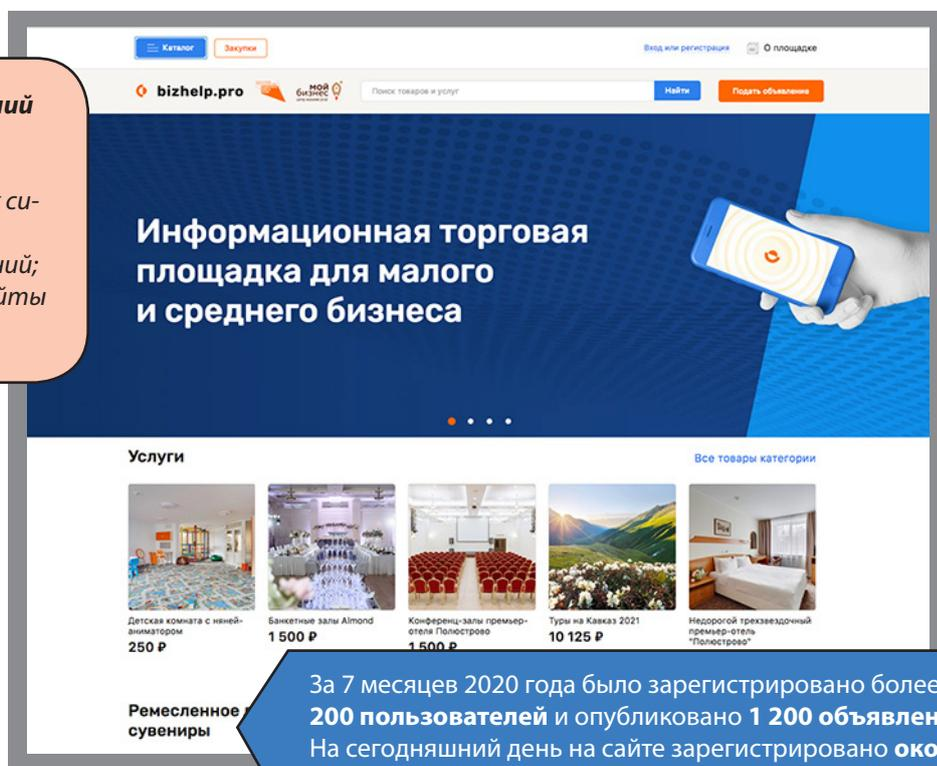 Каталог
Закупки
Вход или регистрация
О площадке
bizhelp.pro
мой
бизнес
Поиск товаров и услуг
Найти
Подать объявление
Информационная торговая
площадка для малого
и среднего бизнеса
Услуги
Все товары категории
Детская комната с няней-
аниматором
250 ₽
Банкетные залы Almond
1 500 ₽
Конференц-залы премьер-
отеля Полюстрово
1 500 ₽
Туры на Кавказ 2021
10 125 ₽
Недорогой трехзвездочный
премьер-отель
"Полюстрово"
Ремесленное
сувениры
За 7 месяцев 2020 года было зарегистрировано более
200 пользователей и опубликовано 1 200 объявлен
На сегодняшний день на сайте зарегистрировано око
ний
си-
ний;
йты